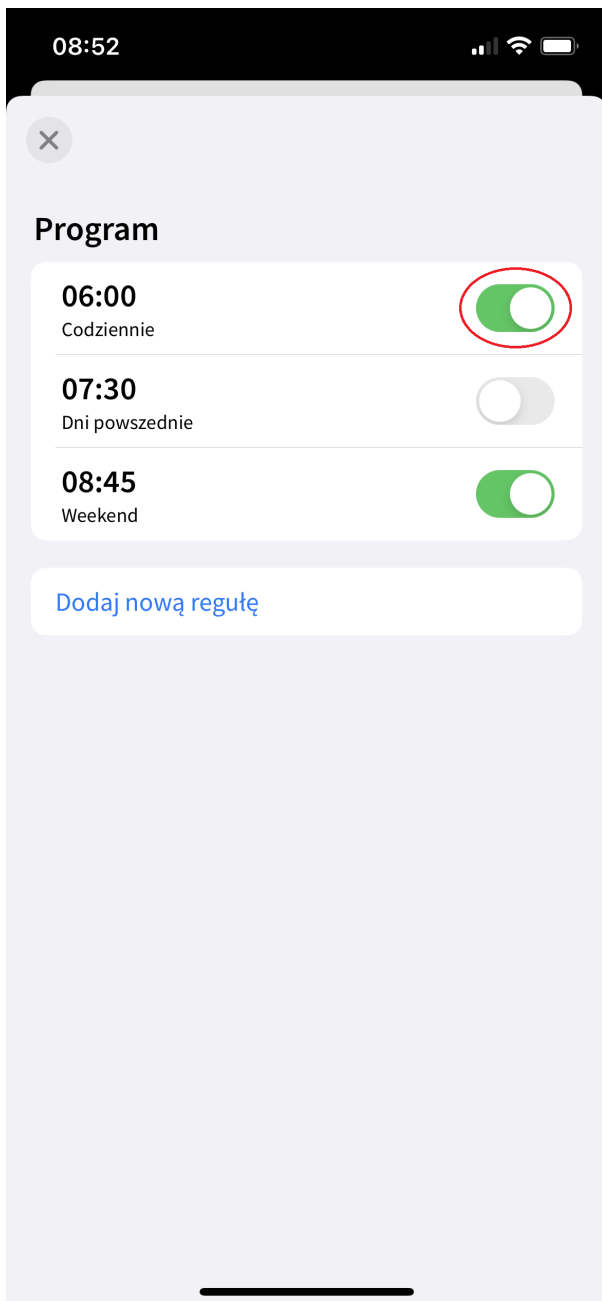 08:52
Program
06:00
Codziennie
07:30
Dni powszednie
08:45
Weekend
Dodaj nową regułę